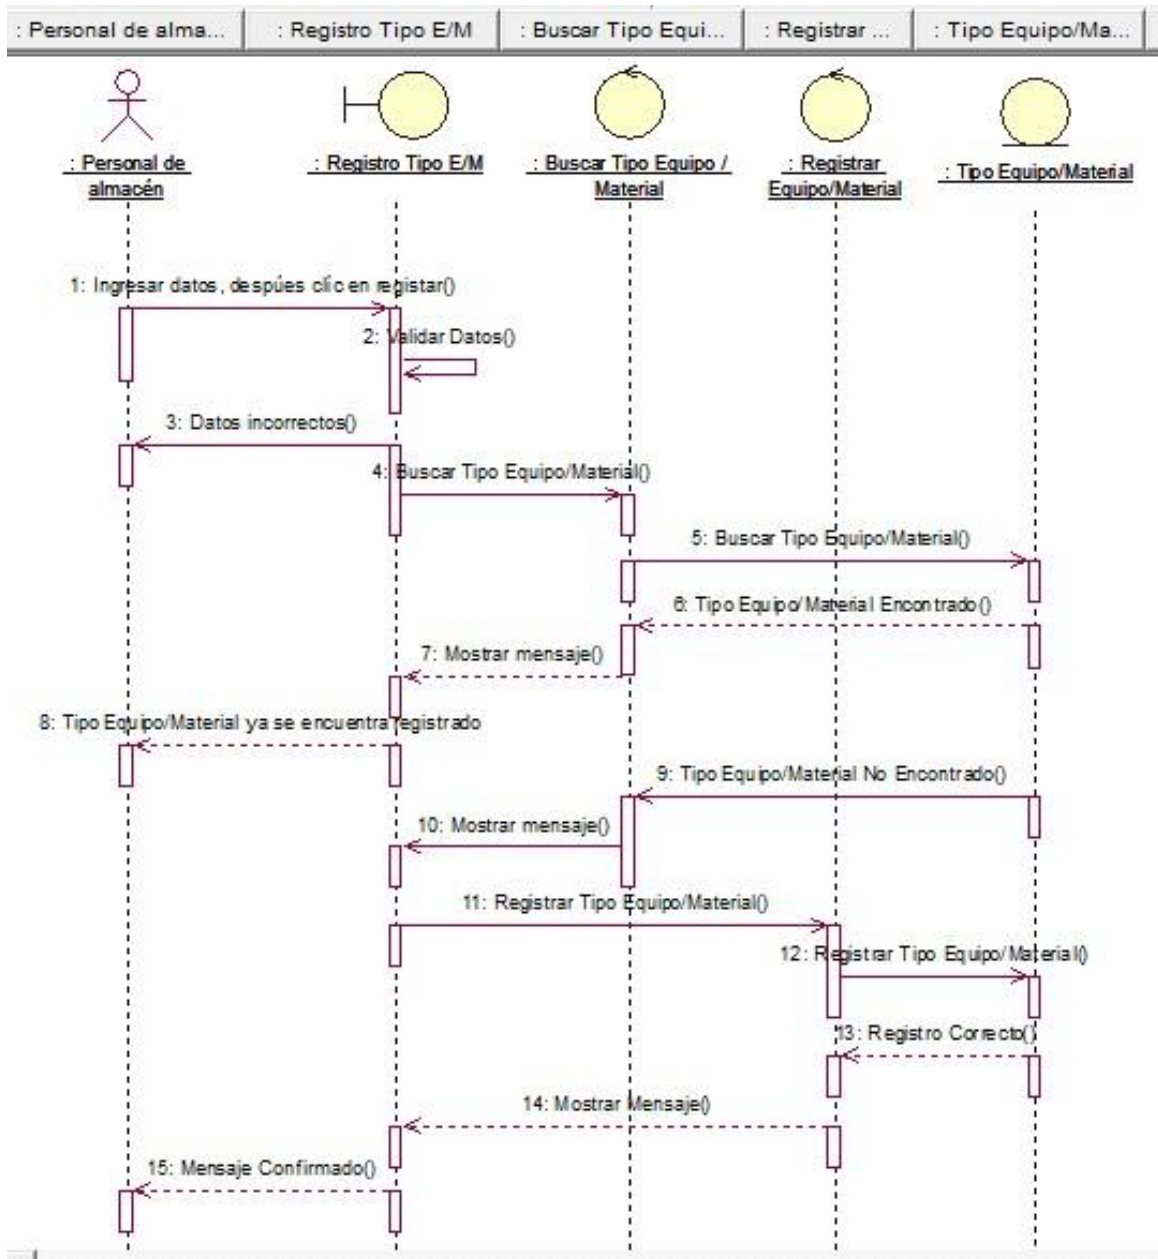 : Personal de alma...
: Registro Tipo E/M
: Buscar Tipo Equi...
: Registrar ...
: Tipo Equipo/Ma...
: Personal de
almacén
: Registro Tipo E/M
: Buscar Tipo Equipo /
Material
: Registrar
Equipo/Material
: Tipo Equipo/Material
1: Ingresar datos, despúes clíc en registar()
2: Validar Datos()
3: Datos incorrectos()
4: Buscar Tipo Equipo/Material()
5: Buscar Tipo Equipo/Material()
6: Tipo Equipo/Material Encontrado()
7: Mostrar mensaje()
8: Tipo Equipo/Material ya se encuentra registrado
9: Tipo Equipo/Material No Encontrado()
10: Mostrar mensaje()
11: Registrar Tipo Equipo/Material()
12: Registrar Tipo Equipo/Material()
13: Registro Correcto()
14: Mostrar Mensaje()
15: Mensaje Confirmado()